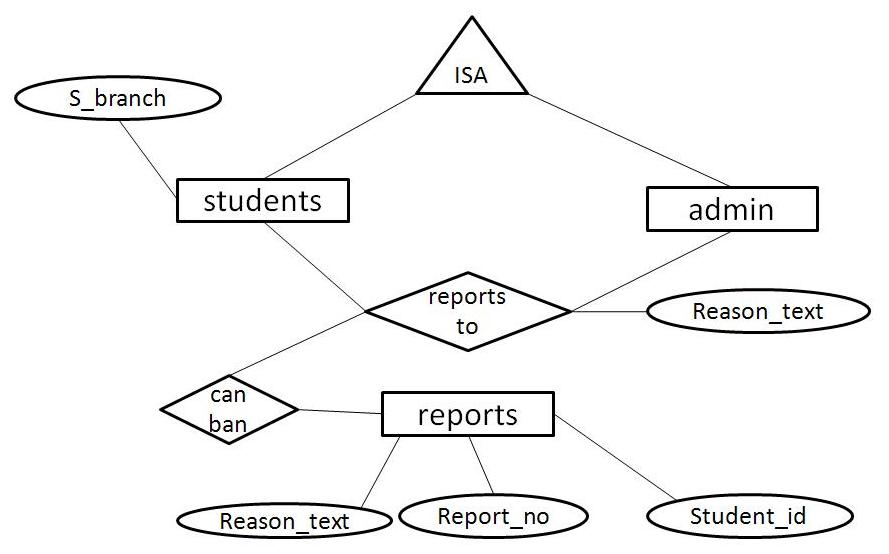 ISA
S_branch
students
admin
reports
to
Reason_text
can
ban
reports
Reason_text
Report_no
Student_id